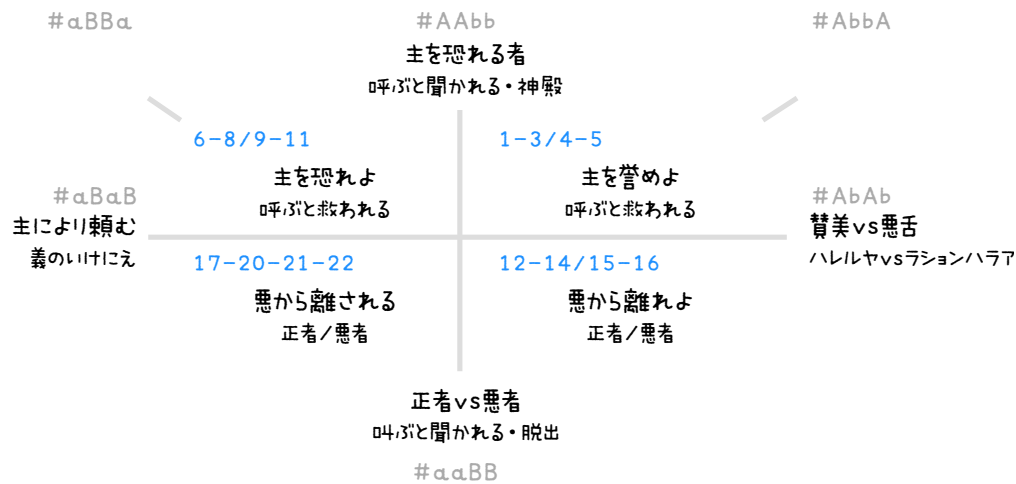 #aBBa
#AAbb
#AbbA
主を恐れる者
呼ぶと聞かれる・神殿
6-8/9-11
1-3/4-5
主を恐れよ
主を誉めよ
呼ぶと救われる
呼ぶと救われる
#aBaB
#AbAb
主により頼む
賛美vs悪舌
義のいけにえ
ハレルヤvsラションハラア
17-20-21-22
12-14/15-16
悪から離される
悪から離れよ
正者/悪者
正者/悪者
正者vs悪者
叫ぶと聞かれる・脱出
#aaBB